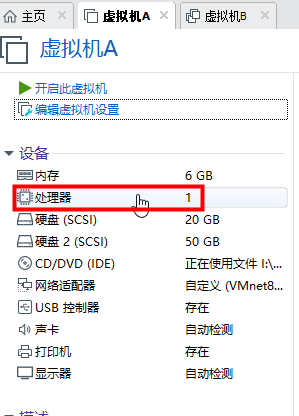 主页 虚拟机A 虚拟机B
虚拟机A
开启此虚拟机
编辑虚拟机设置
设备
内存 6 GB
处理器 1
硬盘 (SCSI) 20 GB
硬盘 2 (SCSI) 50 GB
CD/DVD (IDE) 正在使用文件 I:\...
网络适配器 自定义 (VMnet8...
USB 控制器 存在
声卡 自动检测
打印机 存在
显示器 自动检测
描述